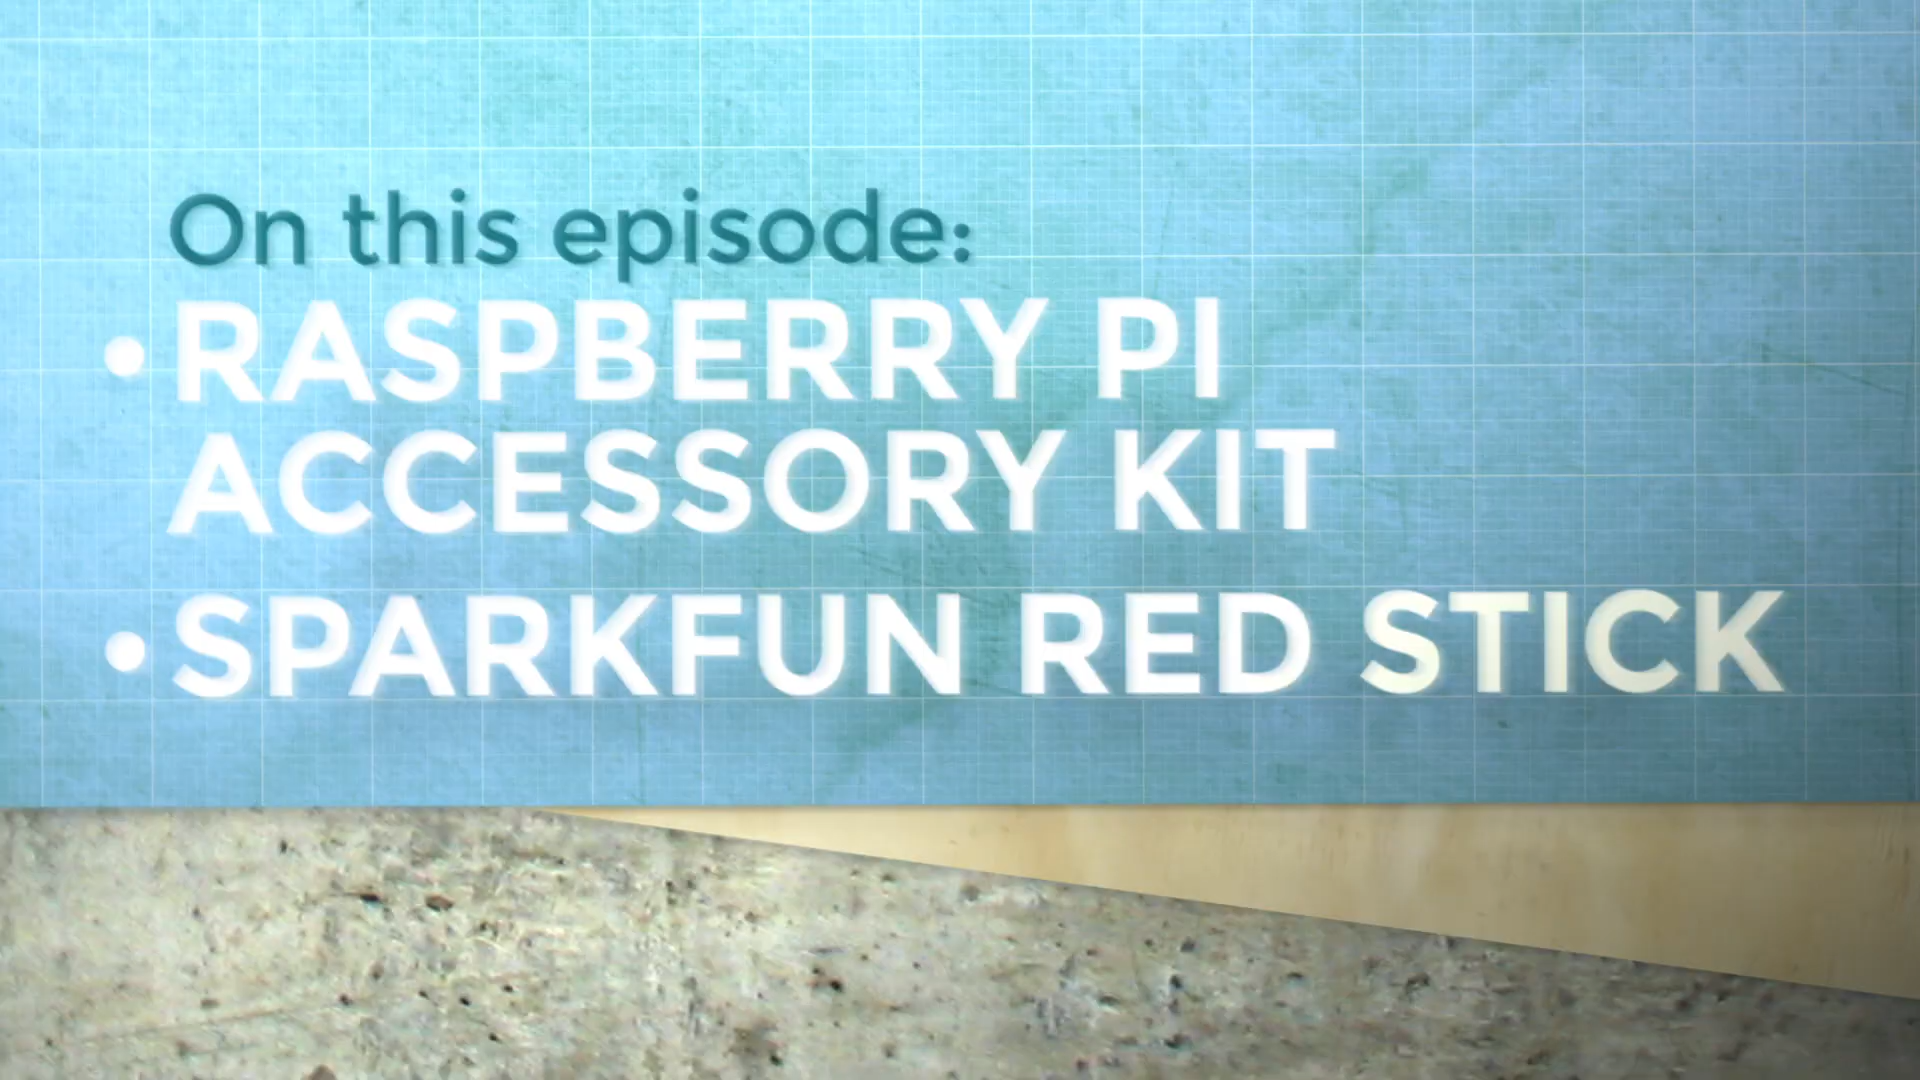 On this episode:
• RASPBERRY PI
ACCESSORY KIT
• SPARKFUN RED STICK